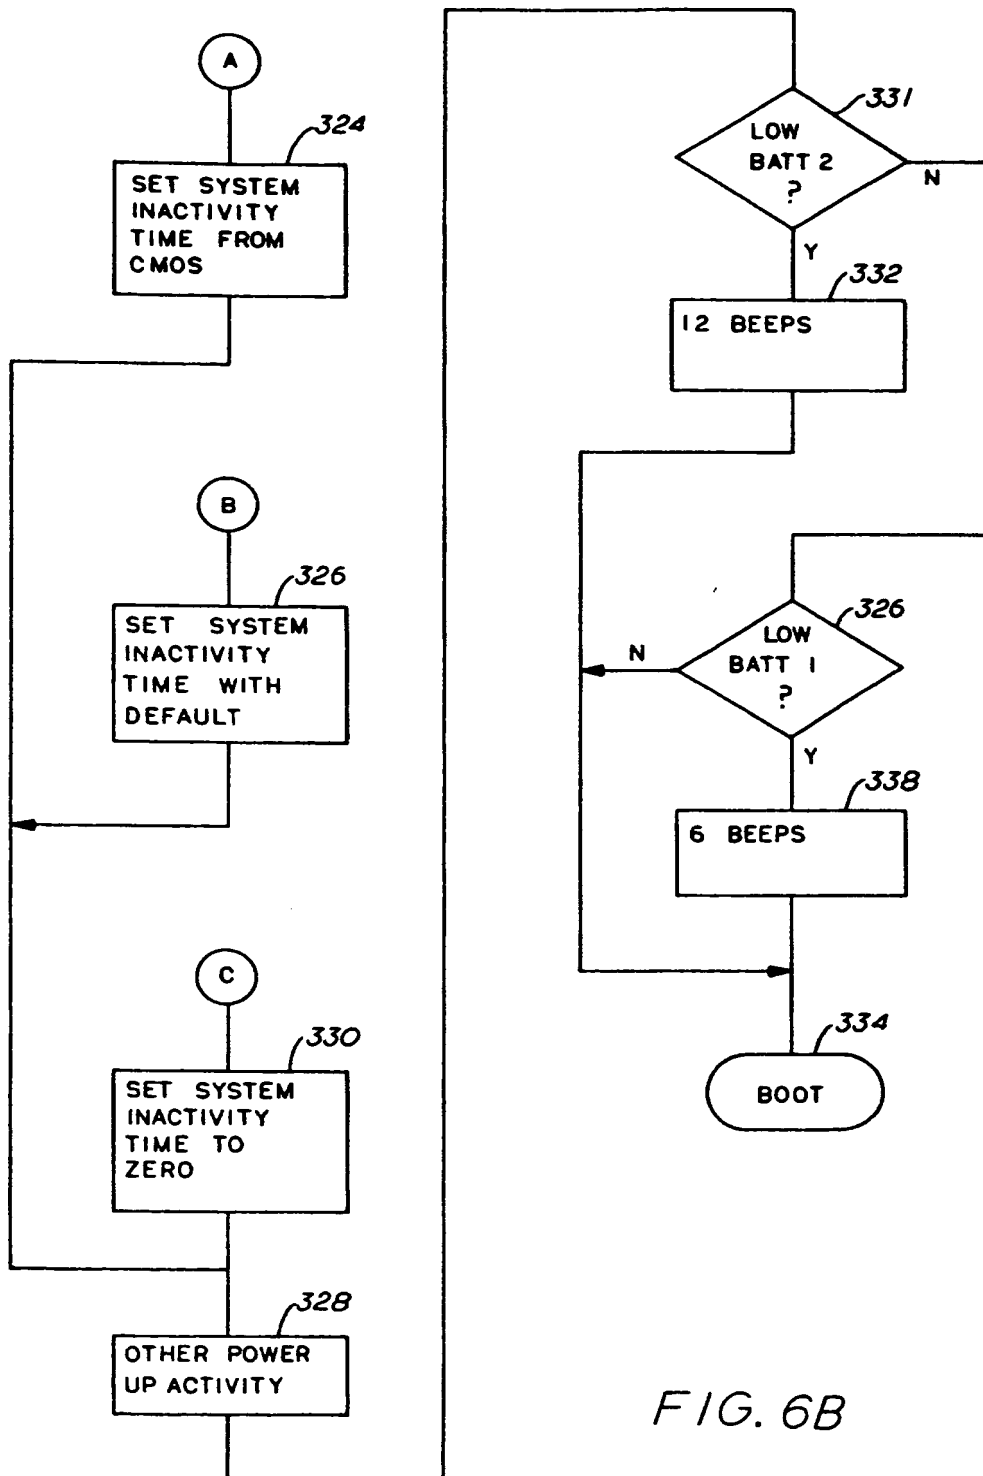 A
324
SET SYSTEM
INACTIVITY
TIME FROM
CMOS
B
326
SET SYSTEM
INACTIVITY
TIME WITH
DEFAULT
C
330
SET SYSTEM
INACTIVITY
TIME TO
ZERO
328
OTHER POWER
UP ACTIVITY
331
LOW
BATT 2
?
N
Y
332
12 BEEPS
326
LOW
BATT 1
?
N
Y
338
6 BEEPS
334
BOOT
FIG. 6B